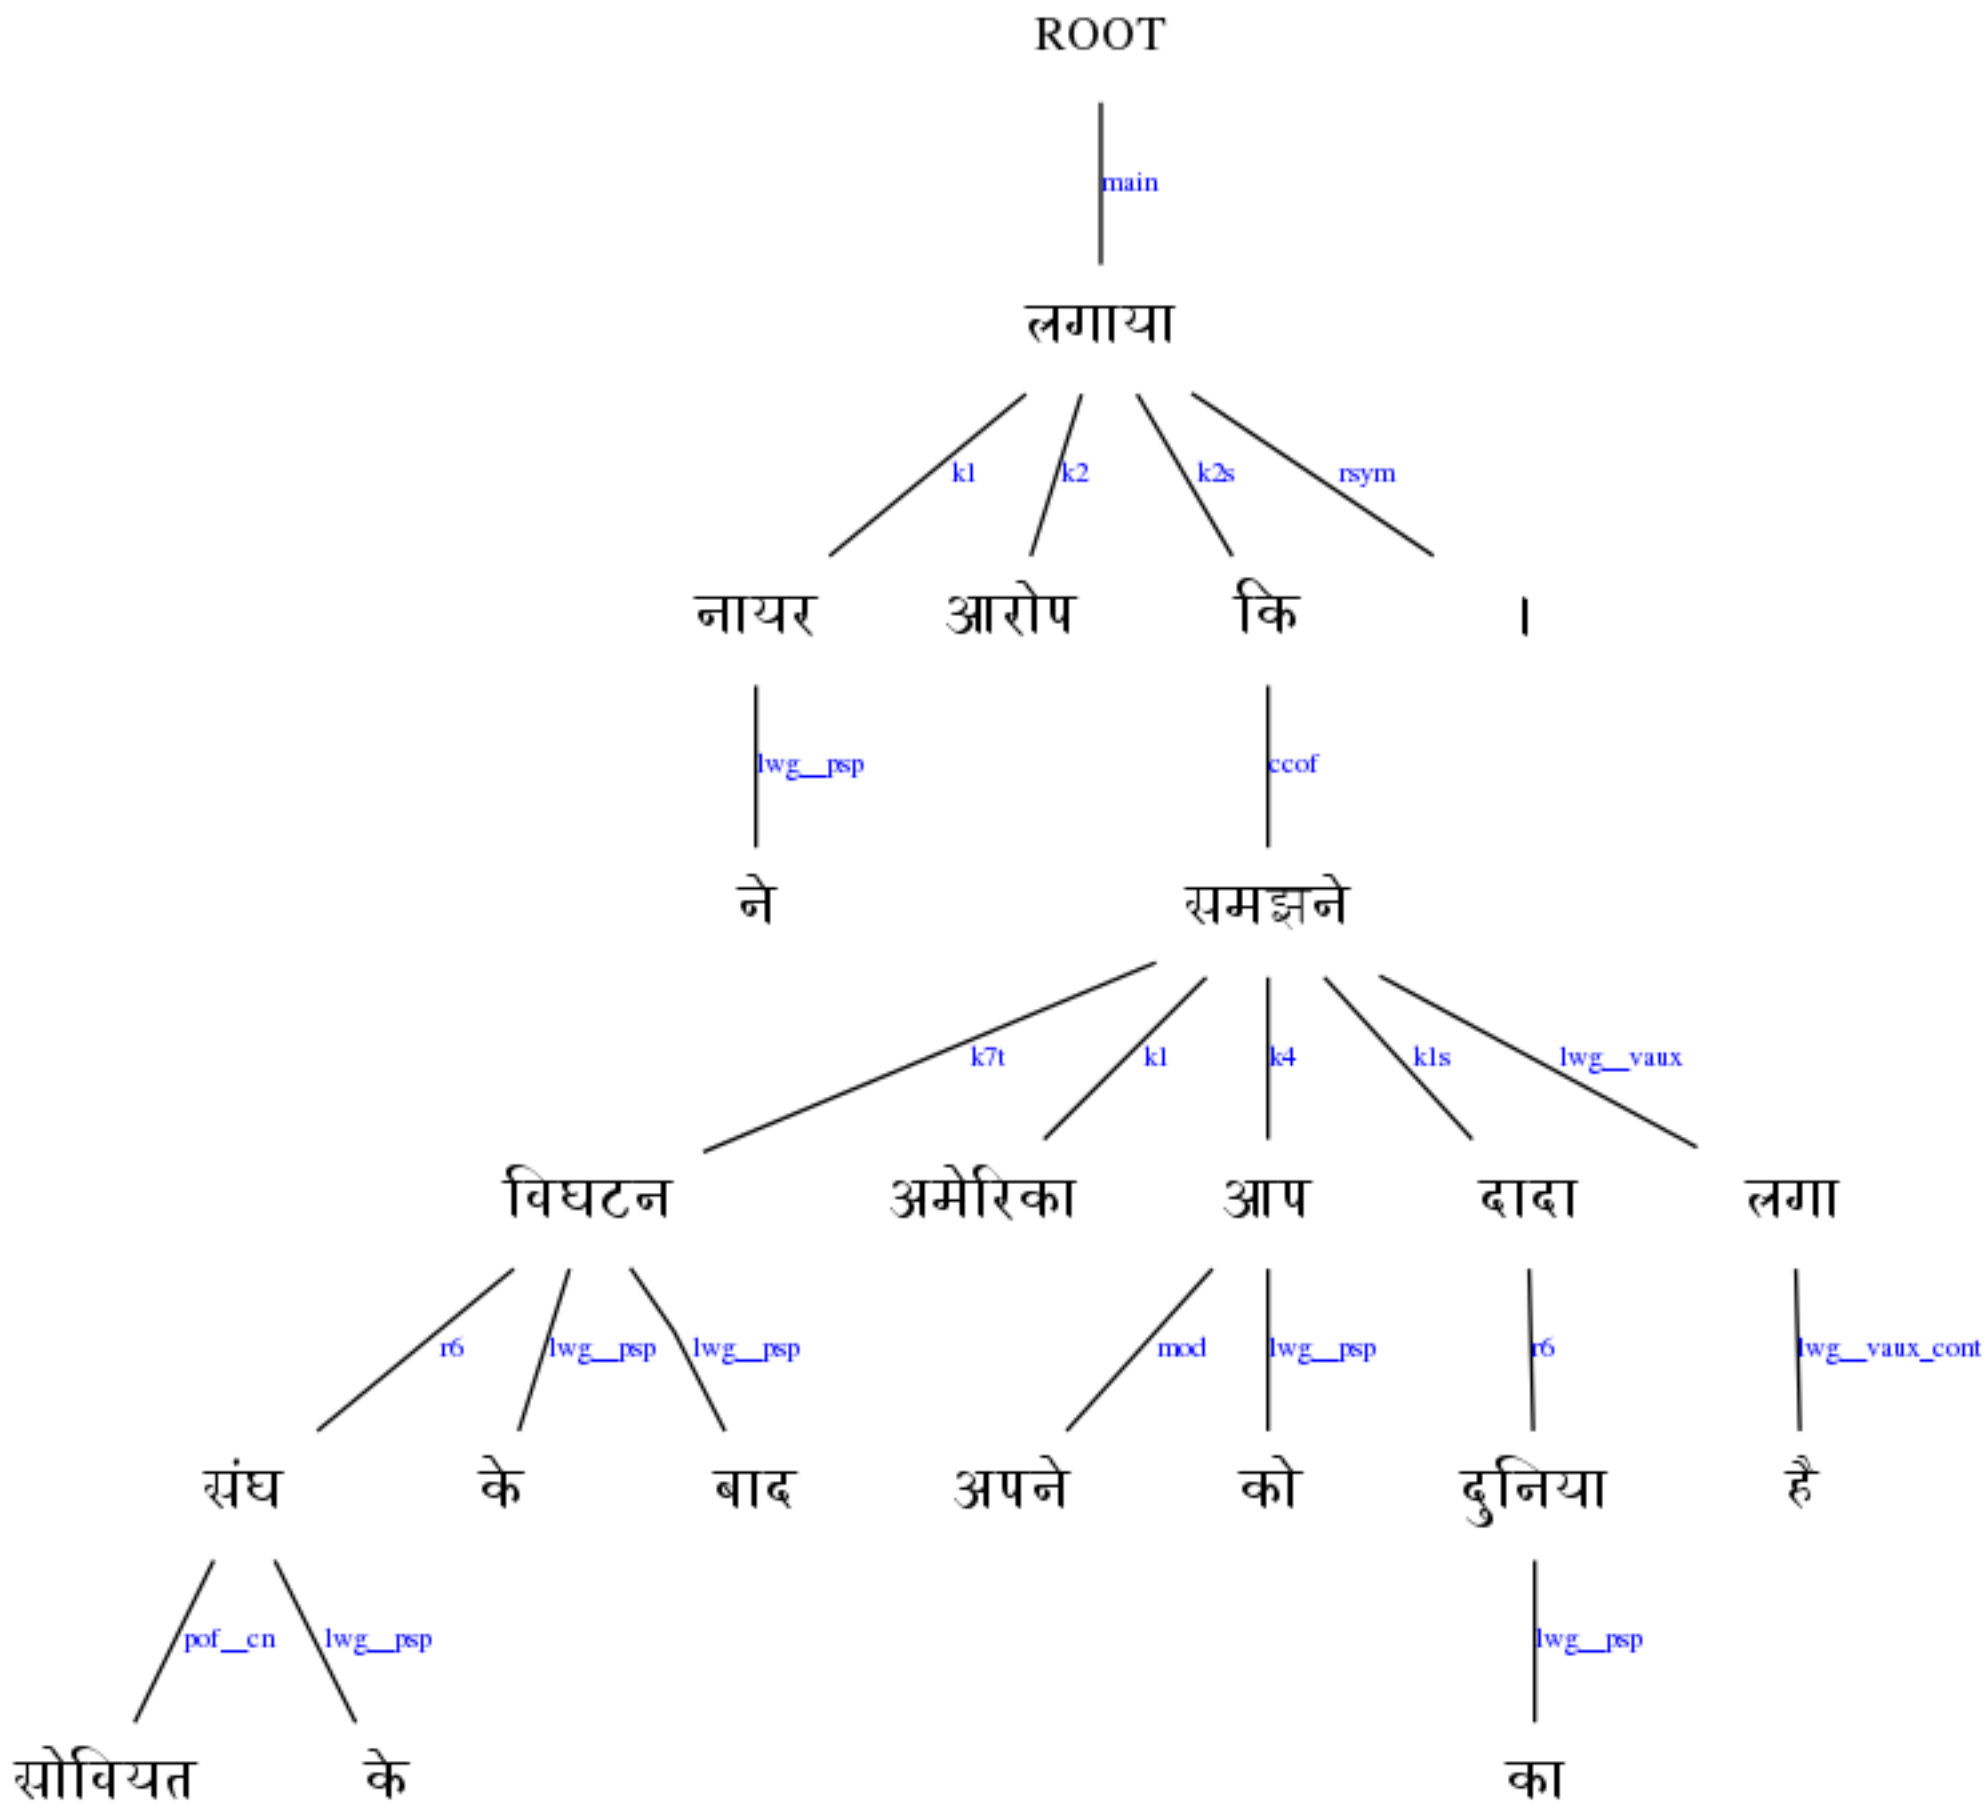 ROOT
main
लगाया
k1 k2 k2s rsym
नायर आरोप कि ।
lwg__psp ccof
ने समझने
k7t k1 k4 k1s lwg__vaux
विघटन अमेरिका आप दादा लगा
r6 lwg__psp lwg__psp mod lwg__psp r6 lwg__vaux_cont
संघ के बाद अपने को दुनिया है
pof__cn lwg__psp lwg__psp
सोवियत के का